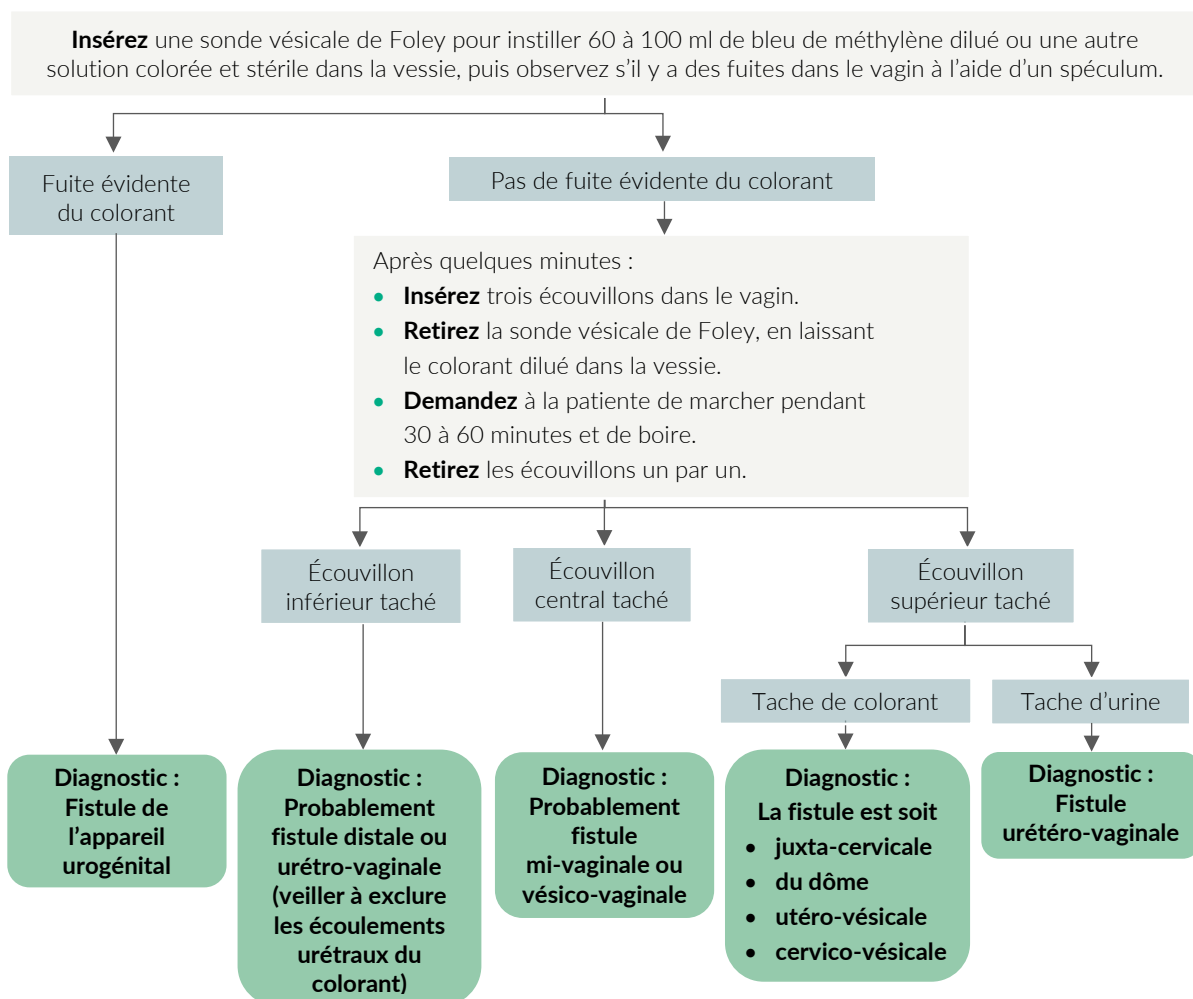 Insérez une sonde vésicale de Foley pour instiller 60 à 100 ml de bleu de méthylène dilué ou une autre
solution colorée et stérile dans la vessie, puis observez s’il y a des fuites dans le vagin à l’aide d’un spéculum.
Fuite évidente
du colorant
Pas de fuite évidente du colorant
Après quelques minutes :
• Insérez trois écouvillons dans le vagin.
• Retirez la sonde vésicale de Foley, en laissant
le colorant dilué dans la vessie.
• Demandez à la patiente de marcher pendant
30 à 60 minutes et de boire.
• Retirez les écouvillons un par un.
Écouvillon
inférieur taché
Écouvillon
central taché
Écouvillon
supérieur taché
Tache de colorant
Tache d’urine
Diagnostic :
Fistule de
l’appareil
urogénital
Diagnostic :
Probablement
fistule distale ou
urétro-vaginale
(veiller à exclure
les écoulements
urétraux du
colorant)
Diagnostic :
Probablement
fistule
mi-vaginale ou
vésico-vaginale
Diagnostic :
La fistule est soit
• juxta-cervicale
• du dôme
• utéro-vésicale
• cervico-vésicale
Diagnostic :
Fistule
urétéro-vaginale